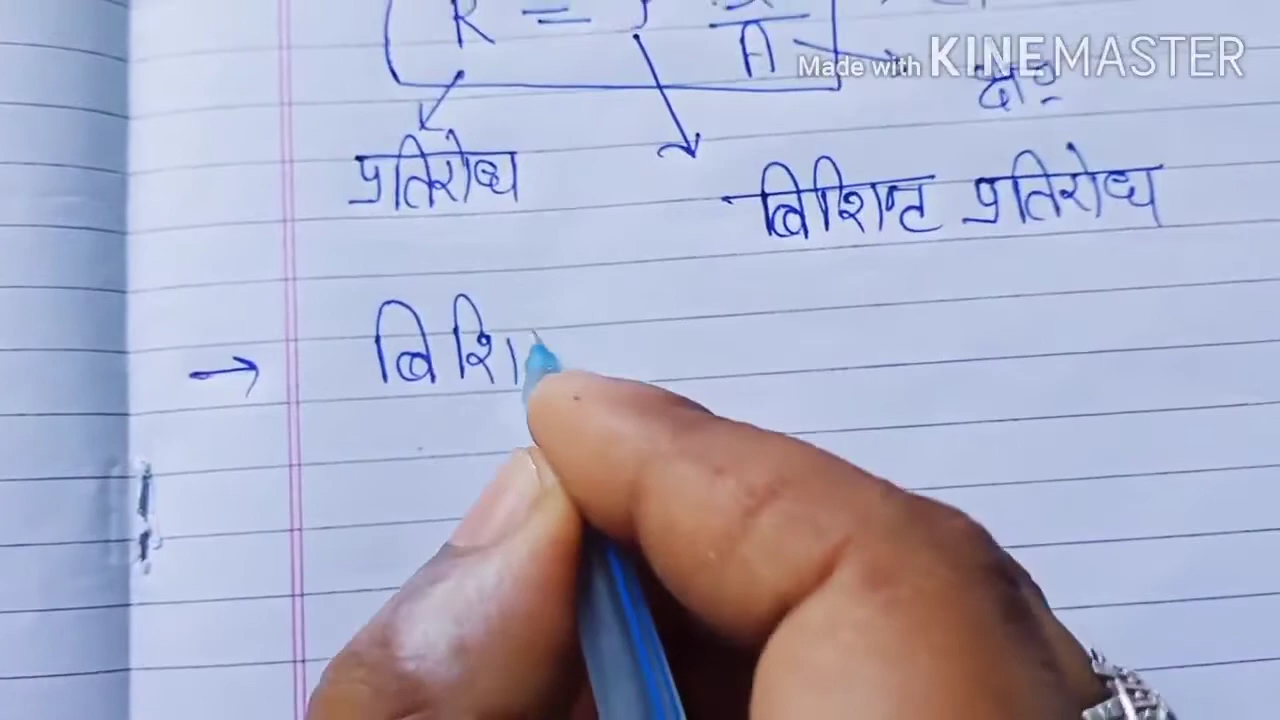 R = ρ l/A
Made with KINEMASTER
प्रतिरोध
बिशिष्ट प्रतिरोध
→ बिशि